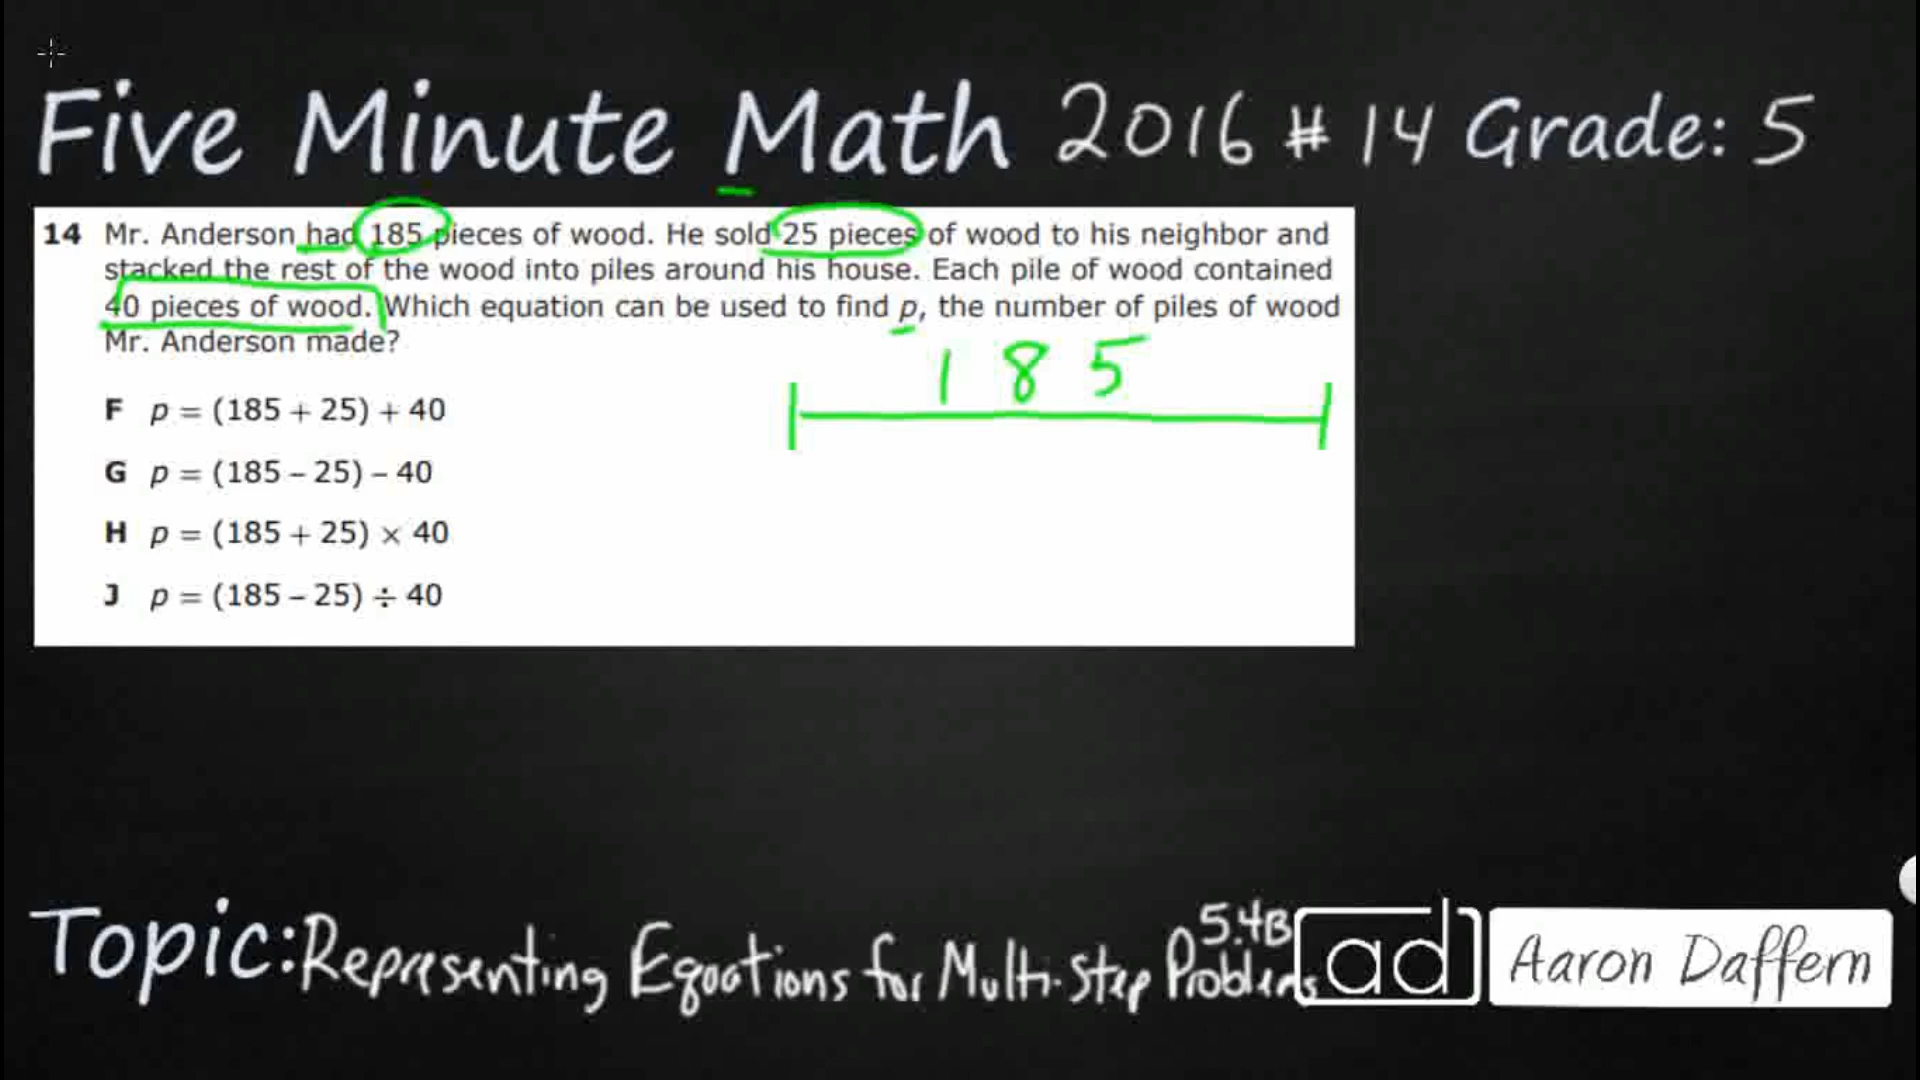 Five Minute Math 2016 # 14 Grade: 5
14 Mr. Anderson had 185 pieces of wood. He sold 25 pieces of wood to his neighbor and
stacked the rest of the wood into piles around his house. Each pile of wood contained
40 pieces of wood. Which equation can be used to find p, the number of piles of wood
Mr. Anderson made?
185
F p = (185 + 25) + 40
G p = (185 – 25) – 40
H p = (185 + 25) × 40
J p = (185 – 25) ÷ 40
5.4B
Topic: Representing Equations for Multi-Step Problems
ad Aaron Daffern